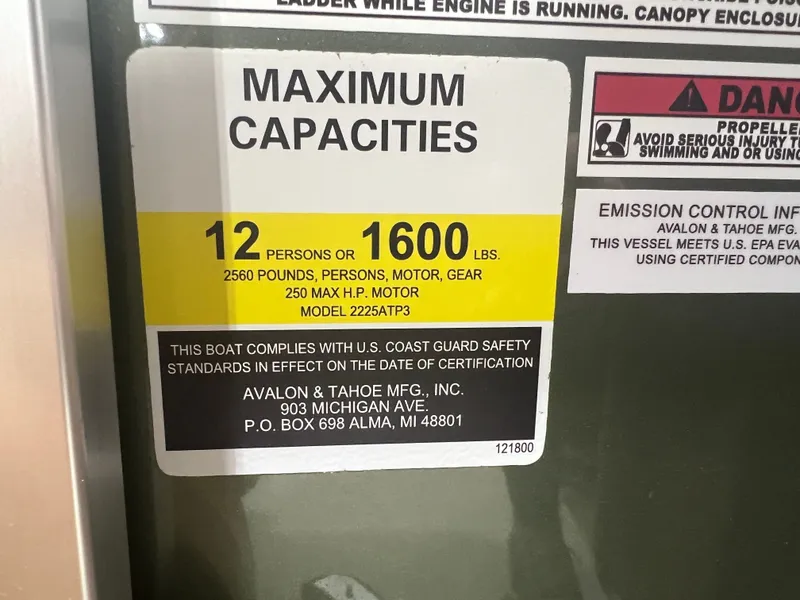 LADDER WHILE ENGINE IS RUNNING. CANOPY
MAXIMUM
CAPACITIES
12 PERSONS OR 1600 LBS.
2560 POUNDS, PERSONS, MOTOR, GEAR
250 MAX H.P. MOTOR
MODEL 2225ATP3
THIS BOAT COMPLIES WITH U.S. COAST GUARD SAFETY
STANDARDS IN EFFECT ON THE DATE OF CERTIFICATION
AVALON & TAHOE MFG., INC.
903 MICHIGAN AVE.
P.O. BOX 698 ALMA, MI 48801
121800
DANG
PROPELLE
AVOID SERIOUS INJURY
SWIMMING AND OR USING
EMISSION CONTROL INF
AVALON & TAHOE MFG.
THIS VESSEL MEETS U.S. EPA EVA
USING CERTIFIED COMPON